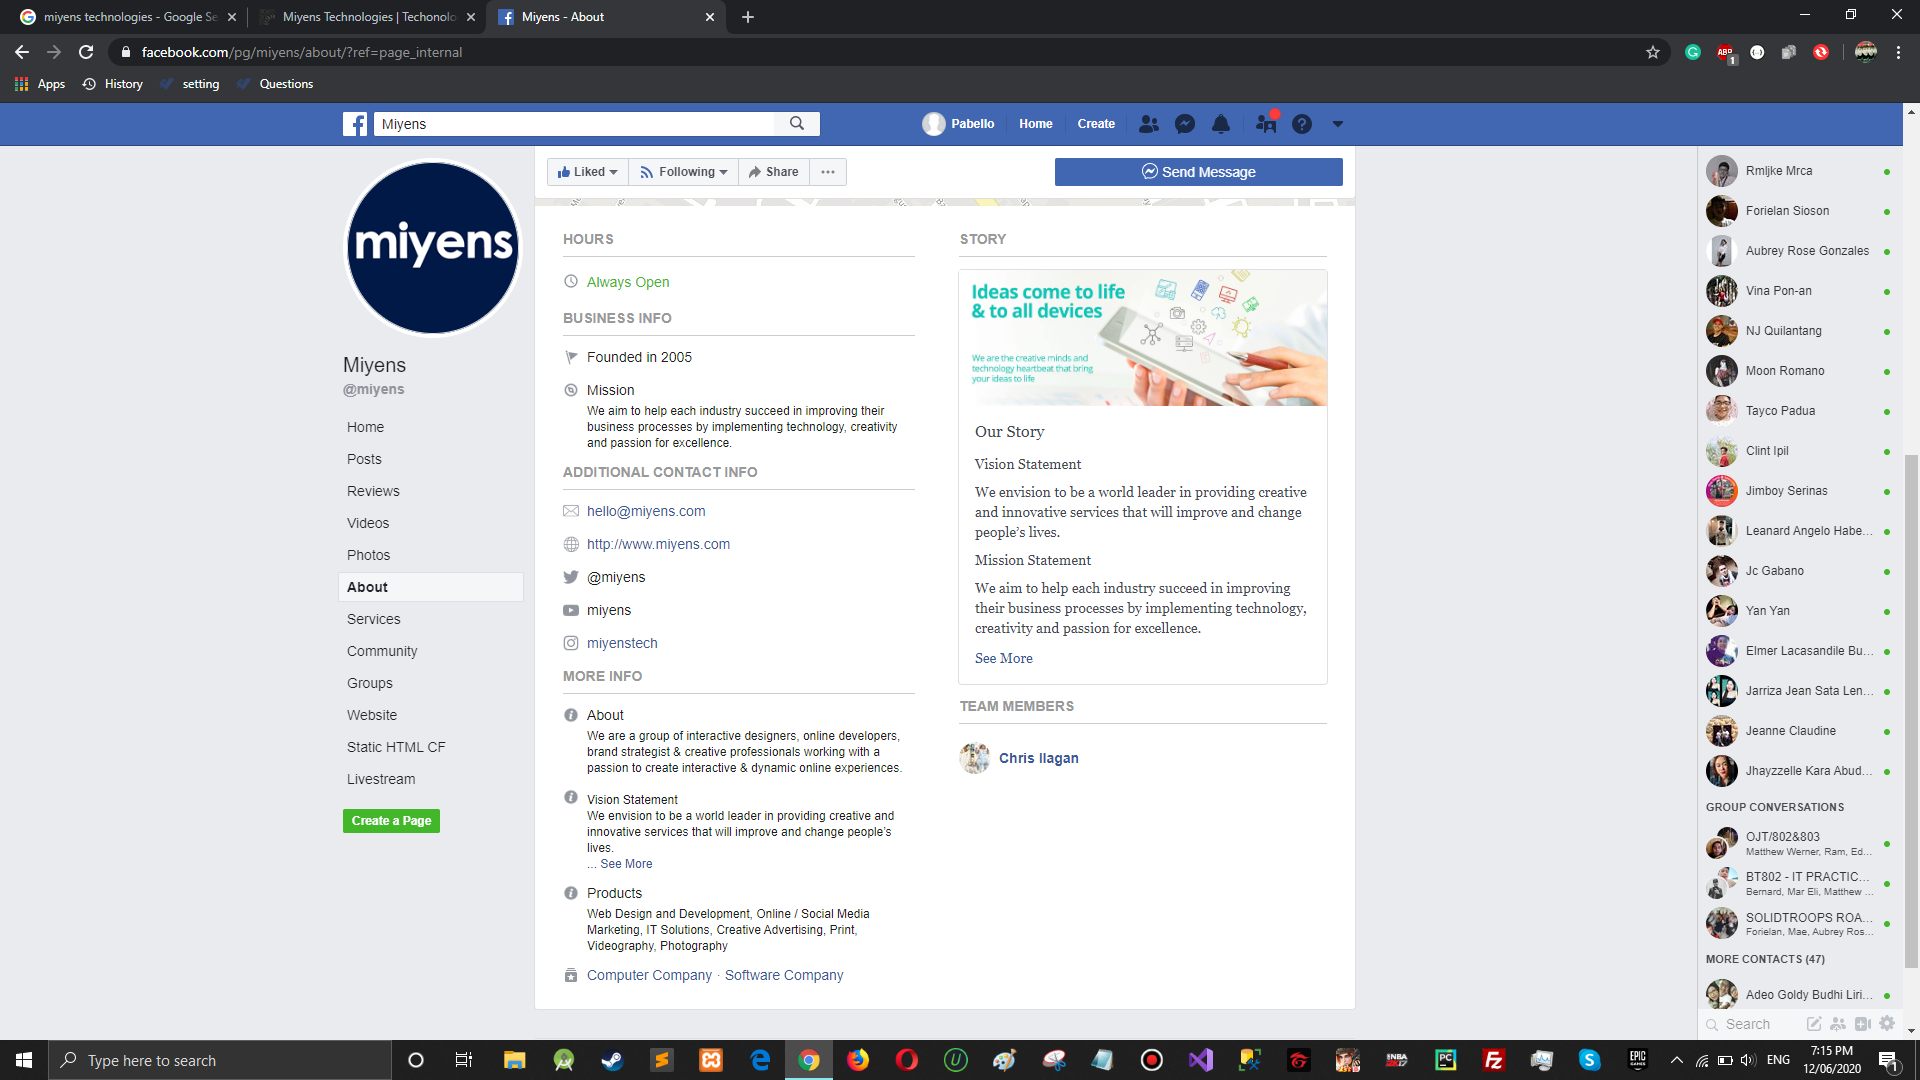 miyens technologies - Google Se
Miyens Technologies | Techonolo
Miyens - About
facebook.com/pg/miyens/about/?ref=page_internal
ABP
1
Apps
History
setting
Questions
Miyens
Pabello
Home
Create
Liked
Following
Share
Send Message
miyens
Miyens
@miyens
Home
Posts
Reviews
Videos
Photos
About
Services
Community
Groups
Website
Static HTML CF
Livestream
Create a Page
HOURS
Always Open
BUSINESS INFO
Founded in 2005
Mission
We aim to help each industry succeed in improving their
business processes by implementing technology, creativity
and passion for excellence.
ADDITIONAL CONTACT INFO
hello@miyens.com
http://www.miyens.com
@miyens
miyens
miyenstech
MORE INFO
About
We are a group of interactive designers, online developers,
brand strategist & creative professionals working with a
passion to create interactive & dynamic online experiences.
Vision Statement
We envision to be a world leader in providing creative and
innovative services that will improve and change people's
lives.
... See More
Products
Web Design and Development, Online / Social Media
Marketing, IT Solutions, Creative Advertising, Print,
Videography, Photography
Computer Company · Software Company
STORY
Ideas come to life
& to all devices
We are the creative minds and
technology heartbeat that bring
your ideas to life
Our Story
Vision Statement
We envision to be a world leader in providing creative
and innovative services that will improve and change
people's lives.
Mission Statement
We aim to help each industry succeed in improving
their business processes by implementing technology,
creativity and passion for excellence.
See More
TEAM MEMBERS
Chris Ilagan
Rmljke Mrca
Forielan Sioson
Aubrey Rose Gonzales
Vina Pon-an
NJ Quilantang
Moon Romano
Tayco Padua
Clint Ipil
Jimboy Serinas
Leanard Angelo Habe...
Jc Gabano
Yan Yan
Elmer Lacasandile Bu...
Jarriza Jean Sata Len...
Jeanne Claudine
Jhayzzelle Kara Abud...
GROUP CONVERSATIONS
OJT/802&803
Matthew Werner, Ram, Ed...
BT802 - IT PRACTIC...
Bernard, Mar Eli, Matthew ...
SOLIDTROOPS ROA...
Forielan, Mae, Aubrey Ros...
MORE CONTACTS (47)
Adeo Goldy Budhi Liri...
Search
Type here to search
NBA
2K17
PC
FZ
EPIC
GAMES
ENG
7:15 PM
12/06/2020
1